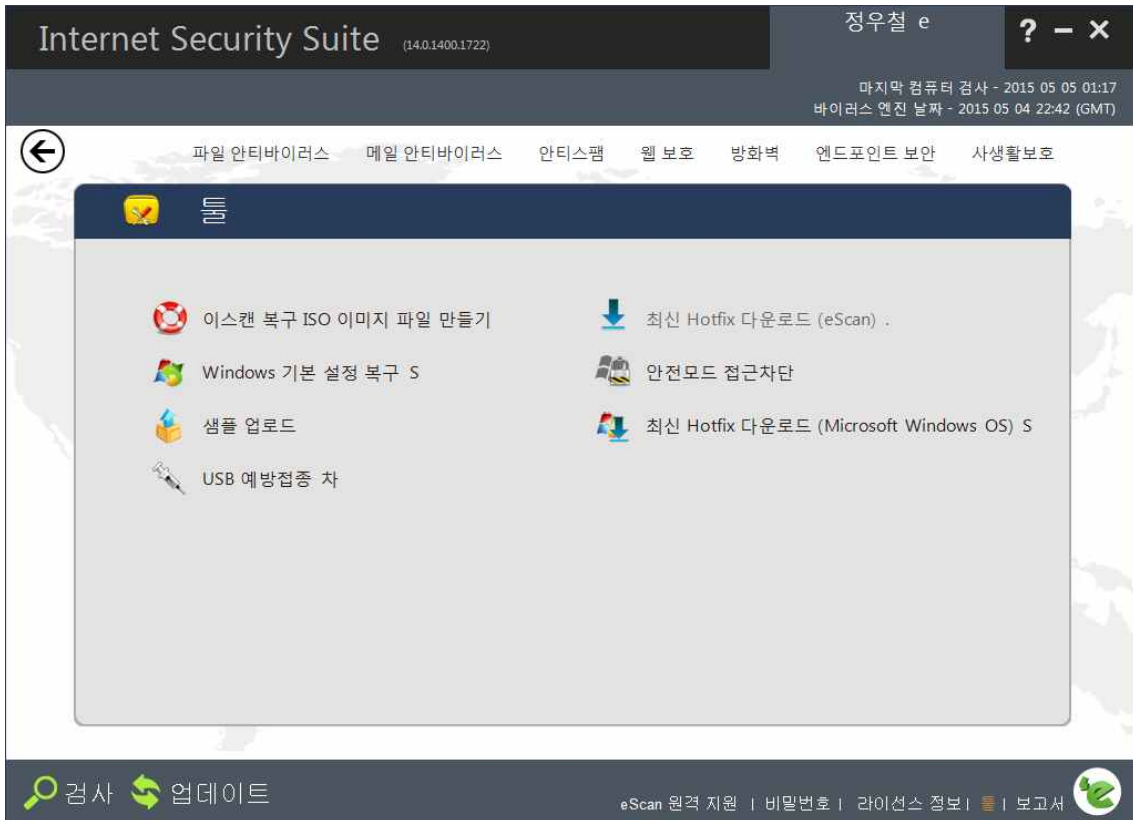 Internet Security Suite (14.0.1400.1722)
정우철 e
? – ×
마지막 컴퓨터 검사 - 2015 05 05 01:17
바이러스 엔진 날짜 - 2015 05 04 22:42 (GMT)
파일 안티바이러스 메일 안티바이러스 안티스팸 웹 보호 방화벽 엔드포인트 보안 사생활보호
툴
이스캔 복구 ISO 이미지 파일 만들기
최신 Hotfix 다운로드 (eScan) .
Windows 기본 설정 복구 S
안전모드 접근차단
샘플 업로드
최신 Hotfix 다운로드 (Microsoft Windows OS) S
USB 예방접종 차
검사 업데이트
eScan 원격 지원 | 비밀번호 | 라이선스 정보 | 툴 | 보고서